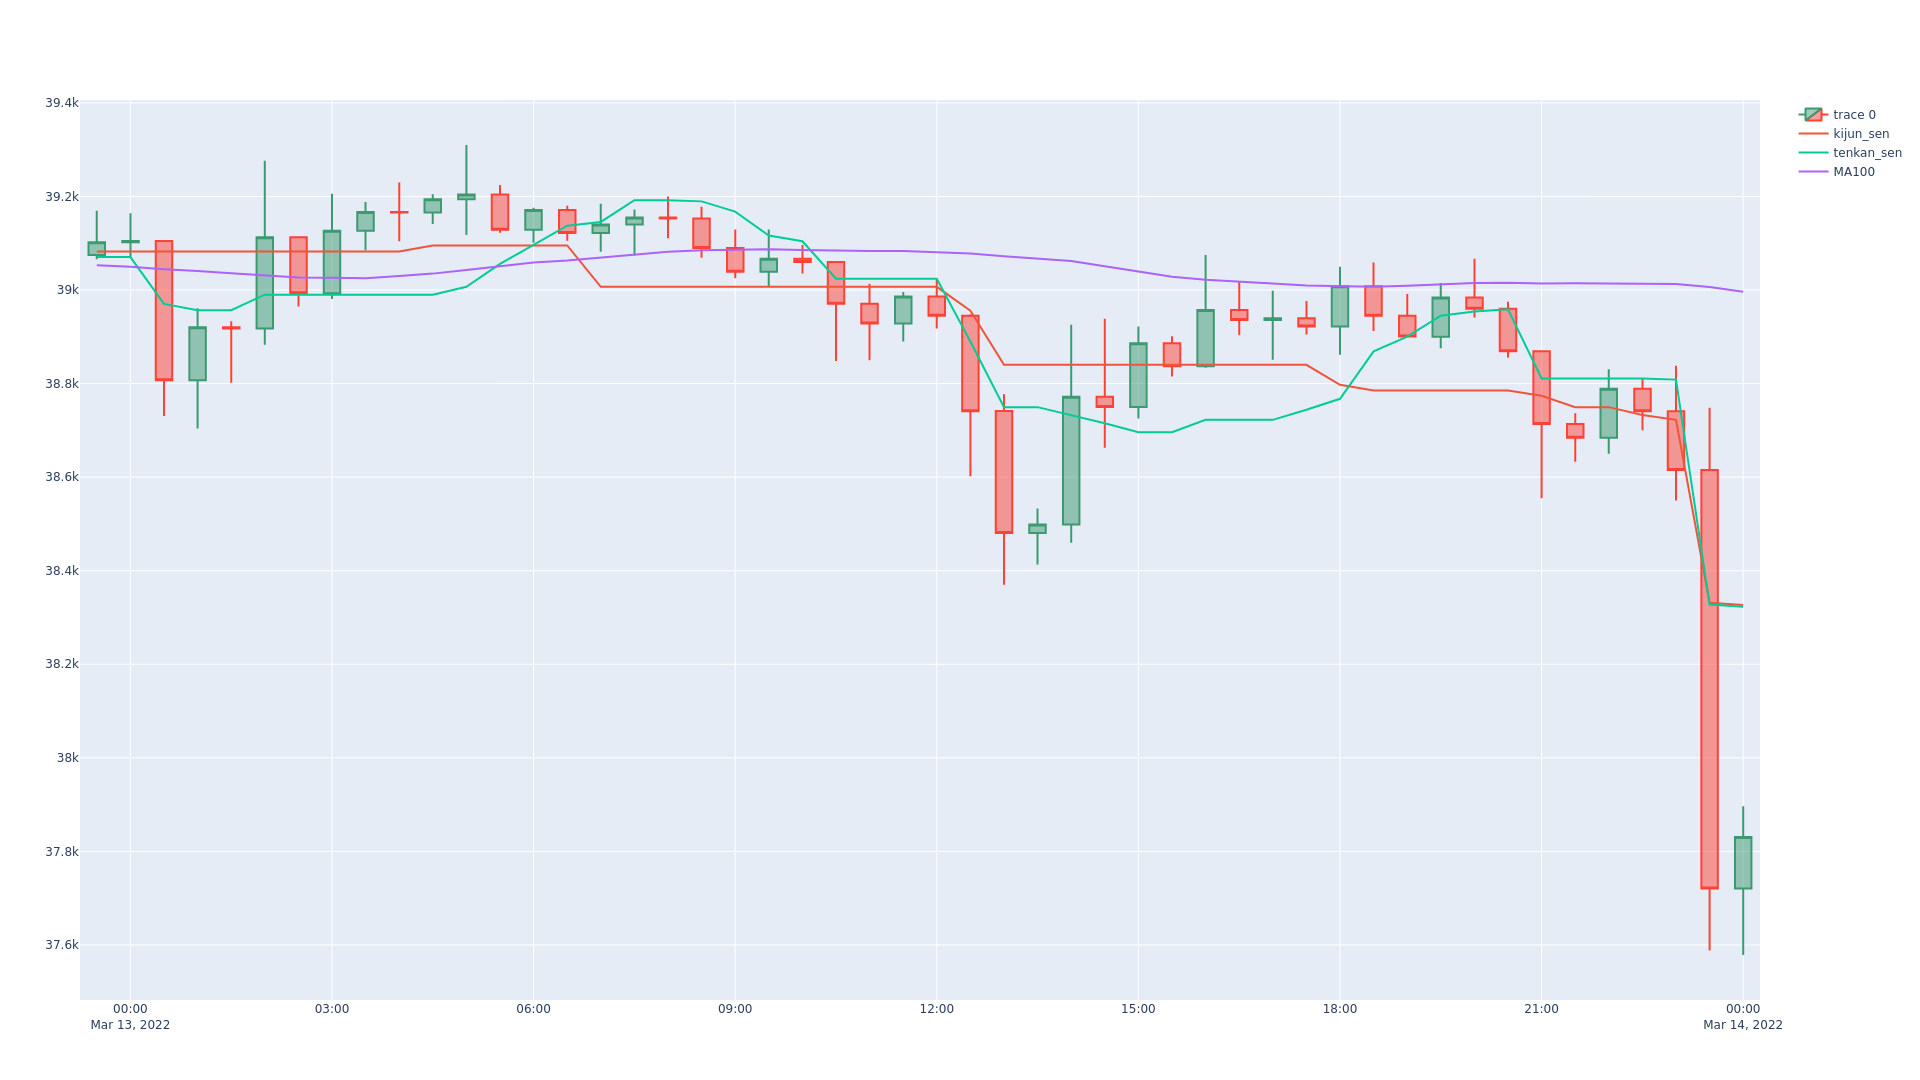 39.4k
39.2k
39k
38.8k
38.6k
38.4k
38.2k
38k
37.8k
37.6k
00:00
Mar 13, 2022
03:00
06:00
09:00
12:00
15:00
18:00
21:00
00:00
Mar 14, 2022
trace 0
kijun_sen
tenkan_sen
MA100